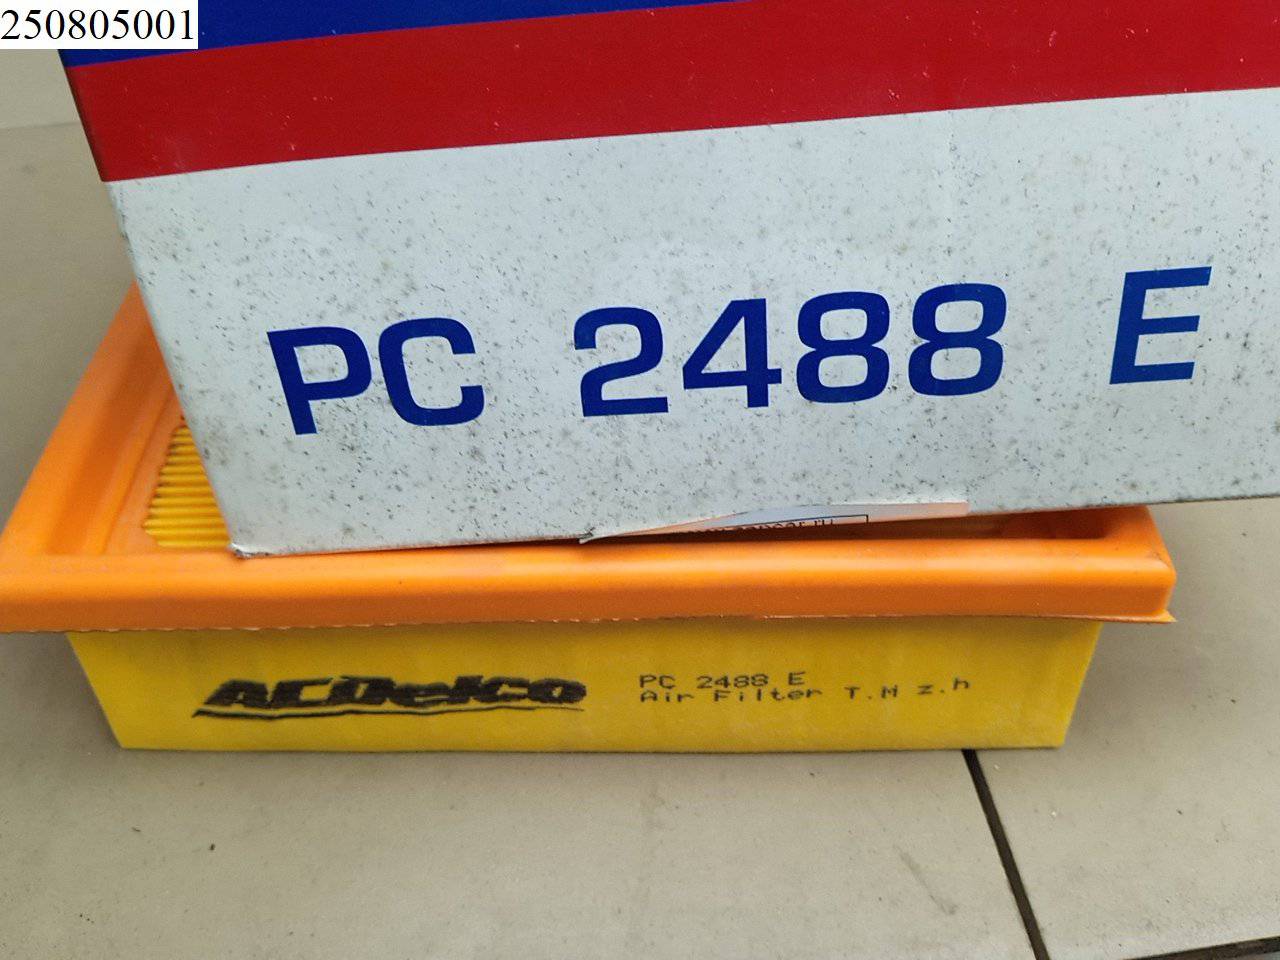 250805001
PC 2488 E
ACDelco
PC 2488 E
Air Filter T.M z.h